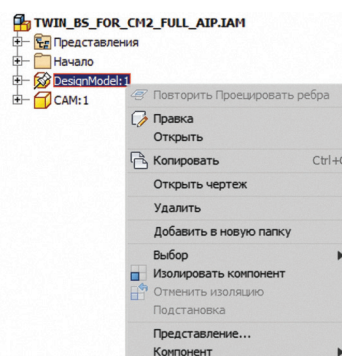 TWIN_BS_FOR_CM2_FULL_AIP.IAM
Представления
Начало
DesignModel:1
CAM:1
Повторить Проецировать ребра
Правка
Открыть
Копировать Ctrl+C
Открыть чертеж
Удалить
Добавить в новую папку
Выбор
Изолировать компонент
Отменить изоляцию
Подстановка
Представление...
Компонент